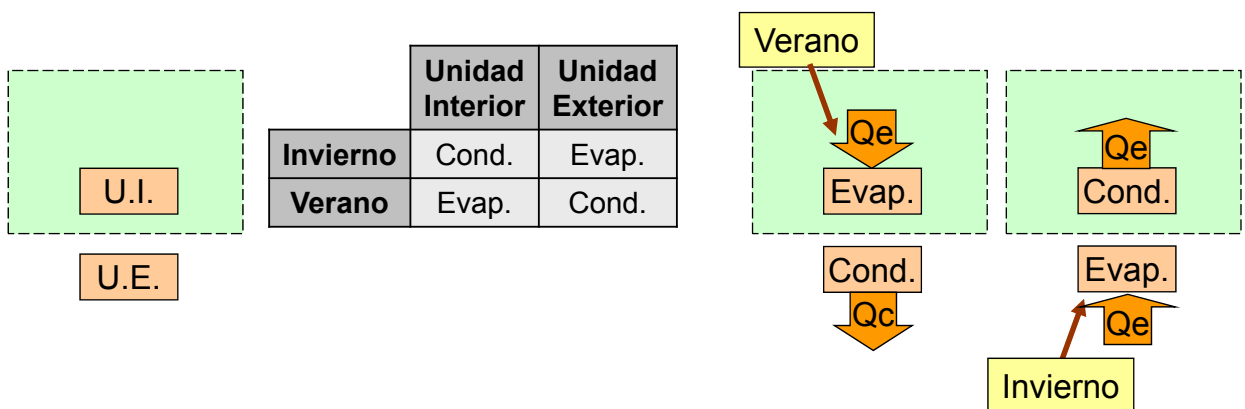 U.I.
U.E.
Unidad Interior
Unidad Exterior
Invierno
Cond.
Evap.
Verano
Evap.
Cond.
Verano
Qe
Evap.
Cond.
Qc
Qe
Cond.
Evap.
Qe
Invierno